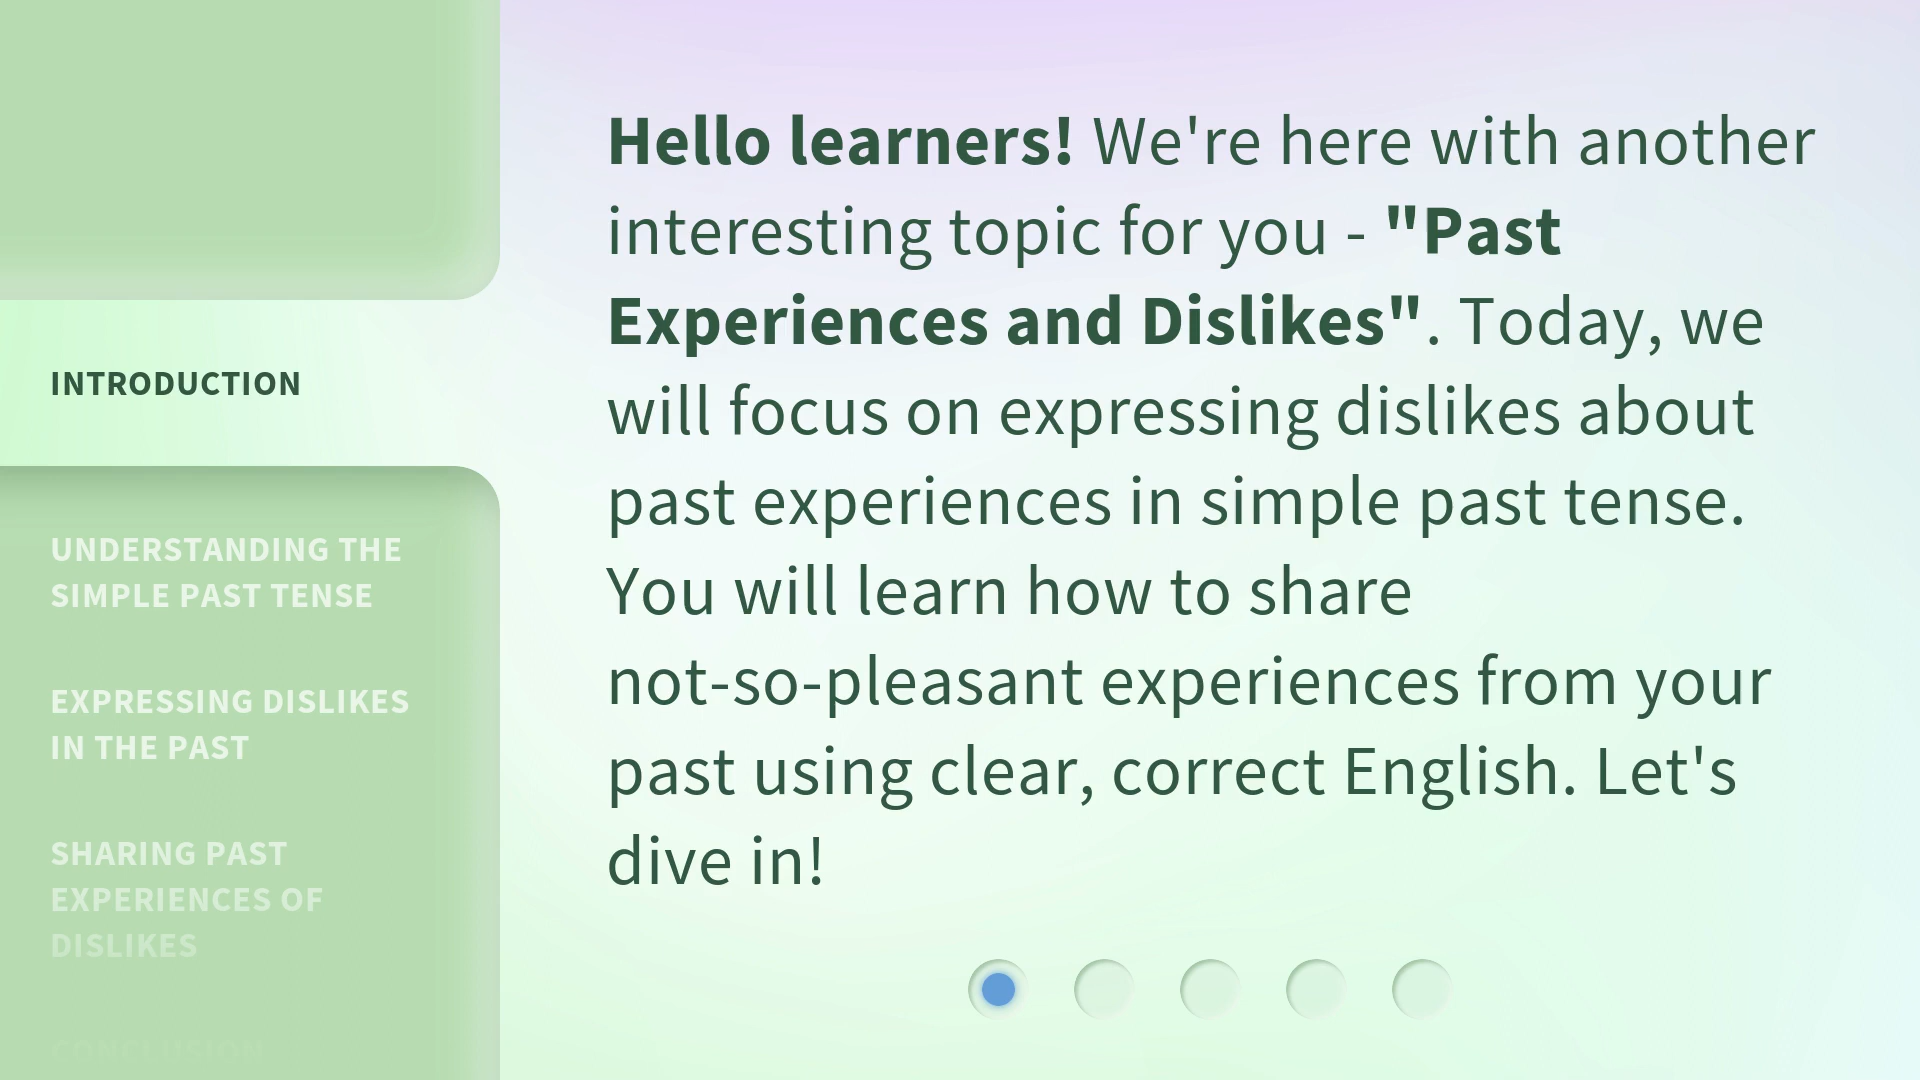 INTRODUCTION
UNDERSTANDING THE
SIMPLE PAST TENSE
EXPRESSING DISLIKES
IN THE PAST
SHARING PAST
EXPERIENCES OF
DISLIKES
CONCLUSION
Hello learners! We're here with another
interesting topic for you - "Past
Experiences and Dislikes". Today, we
will focus on expressing dislikes about
past experiences in simple past tense.
You will learn how to share
not-so-pleasant experiences from your
past using clear, correct English. Let's
dive in!